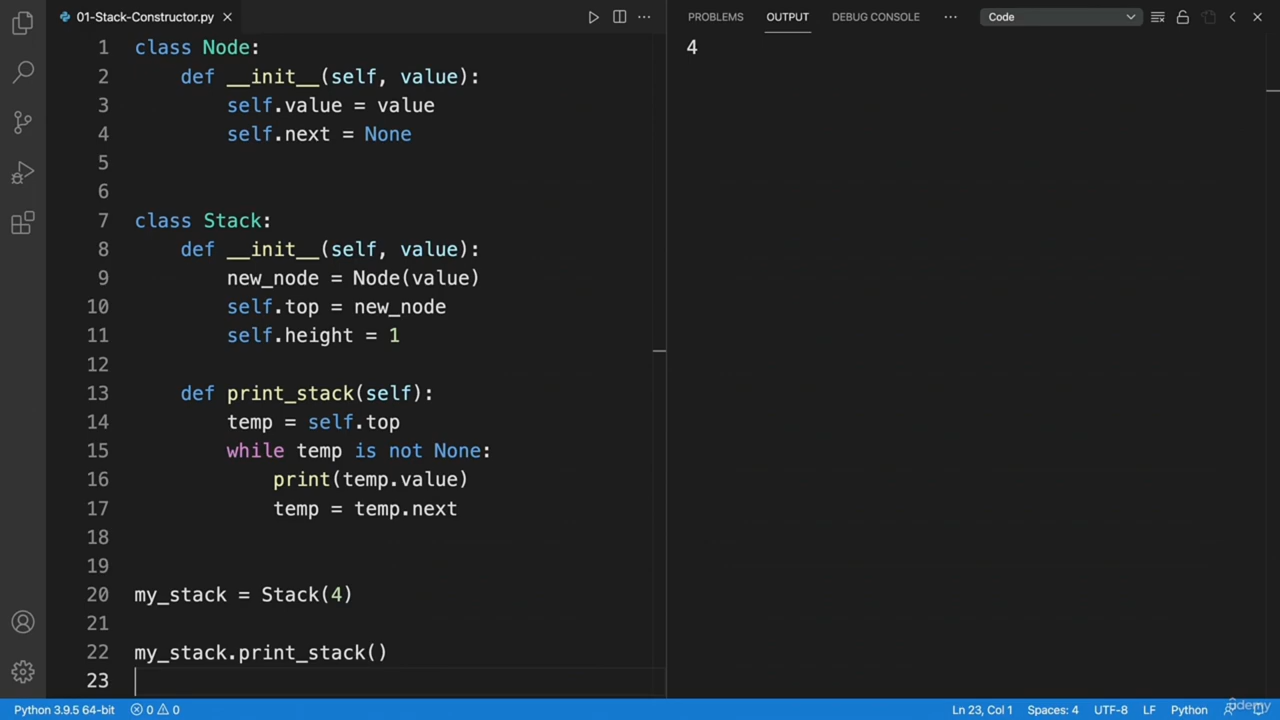 01-Stack-Constructor.py
PROBLEMS OUTPUT DEBUG CONSOLE ··· Code
1 class Node:
2     def __init__(self, value):
3         self.value = value
4         self.next = None
5
6
7 class Stack:
8     def __init__(self, value):
9         new_node = Node(value)
10         self.top = new_node
11         self.height = 1
12
13     def print_stack(self):
14         temp = self.top
15         while temp is not None:
16             print(temp.value)
17             temp = temp.next
18
19
20 my_stack = Stack(4)
21
22 my_stack.print_stack()
23
4
Python 3.9.5 64-bit 0 0 Ln 23, Col 1 Spaces: 4 UTF-8 LF Python
udemy